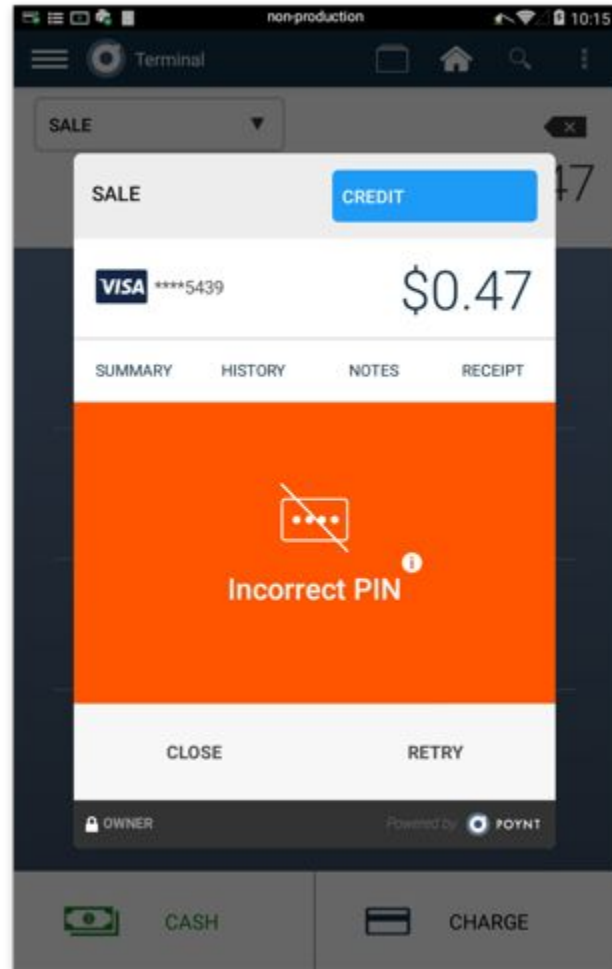 non-production 10:15
Terminal
SALE
47
SALE CREDIT
VISA ****5439 $0.47
SUMMARY HISTORY NOTES RECEIPT
i
Incorrect PIN
CLOSE RETRY
OWNER Powered by POYNT
CASH CHARGE